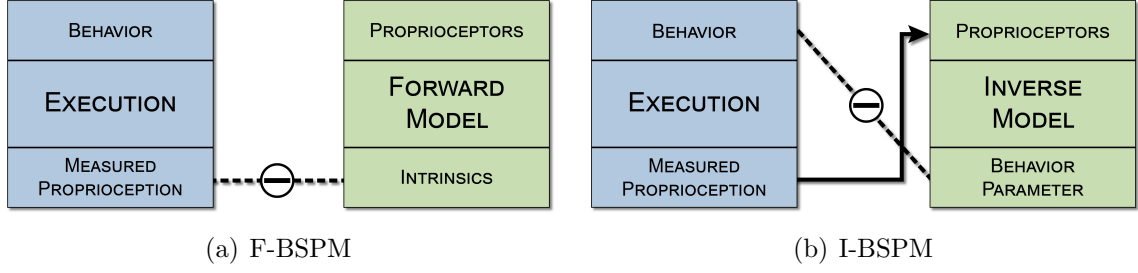 BEHAVIOR
EXECUTION
MEASURED
PROPRIOCEPTION
PROPRIOCEPTORS
FORWARD
MODEL
INTRINSICS
(a) F-BSPM
BEHAVIOR
EXECUTION
MEASURED
PROPRIOCEPTION
PROPRIOCEPTORS
INVERSE
MODEL
BEHAVIOR
PARAMETER
(b) I-BSPM